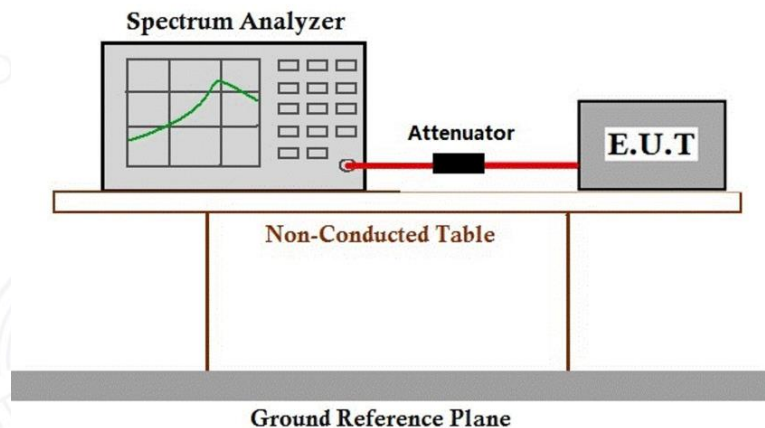 Spectrum Analyzer
Attenuator
E.U.T
Non-Conducted Table
Ground Reference Plane